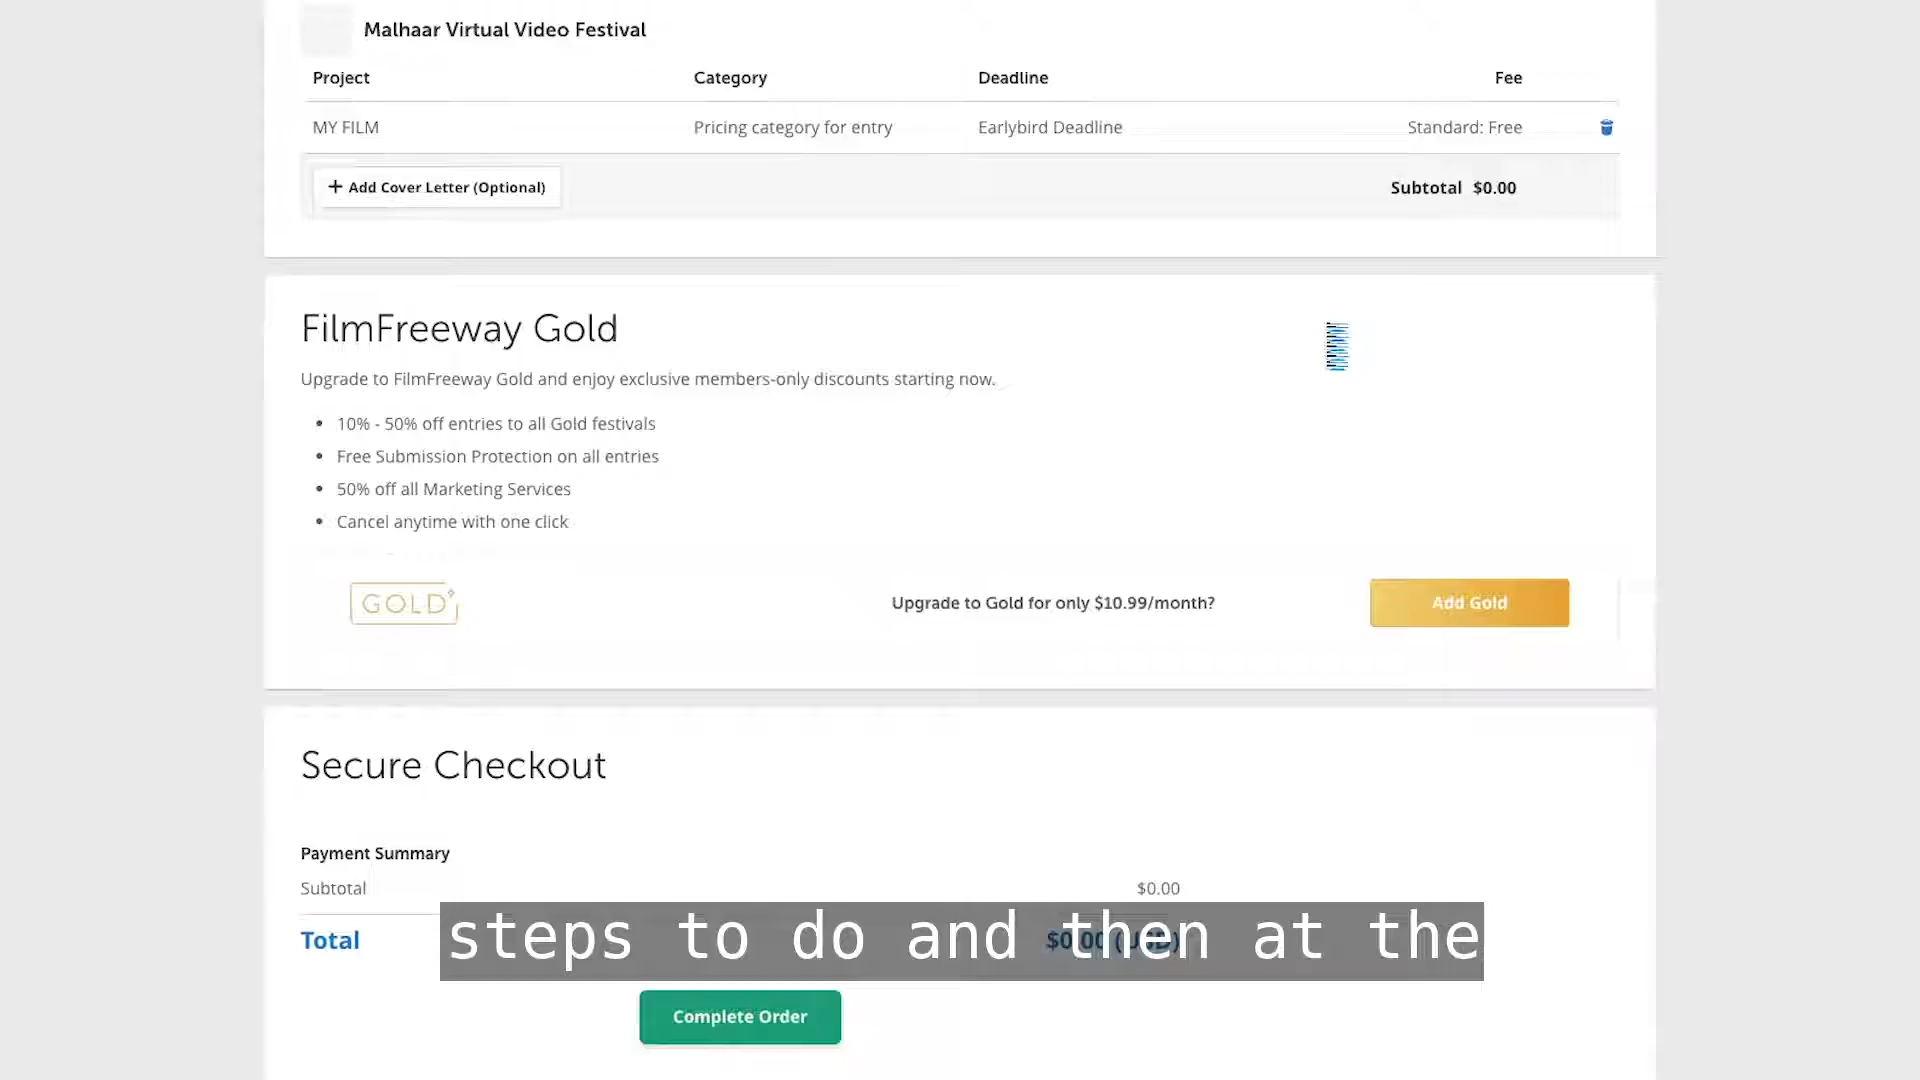 Malhaar Virtual Video Festival
Project Category Deadline Fee
MY FILM Pricing category for entry Earlybird Deadline Standard: Free
+ Add Cover Letter (Optional) Subtotal $0.00
FilmFreeway Gold
Upgrade to FilmFreeway Gold and enjoy exclusive members-only discounts starting now.
• 10% - 50% off entries to all Gold festivals
• Free Submission Protection on all entries
• 50% off all Marketing Services
• Cancel anytime with one click
GOLD Upgrade to Gold for only $10.99/month? Add Gold
Secure Checkout
Payment Summary
Subtotal $0.00
Total $0.00 (USD)
steps to do and then at the
Complete Order